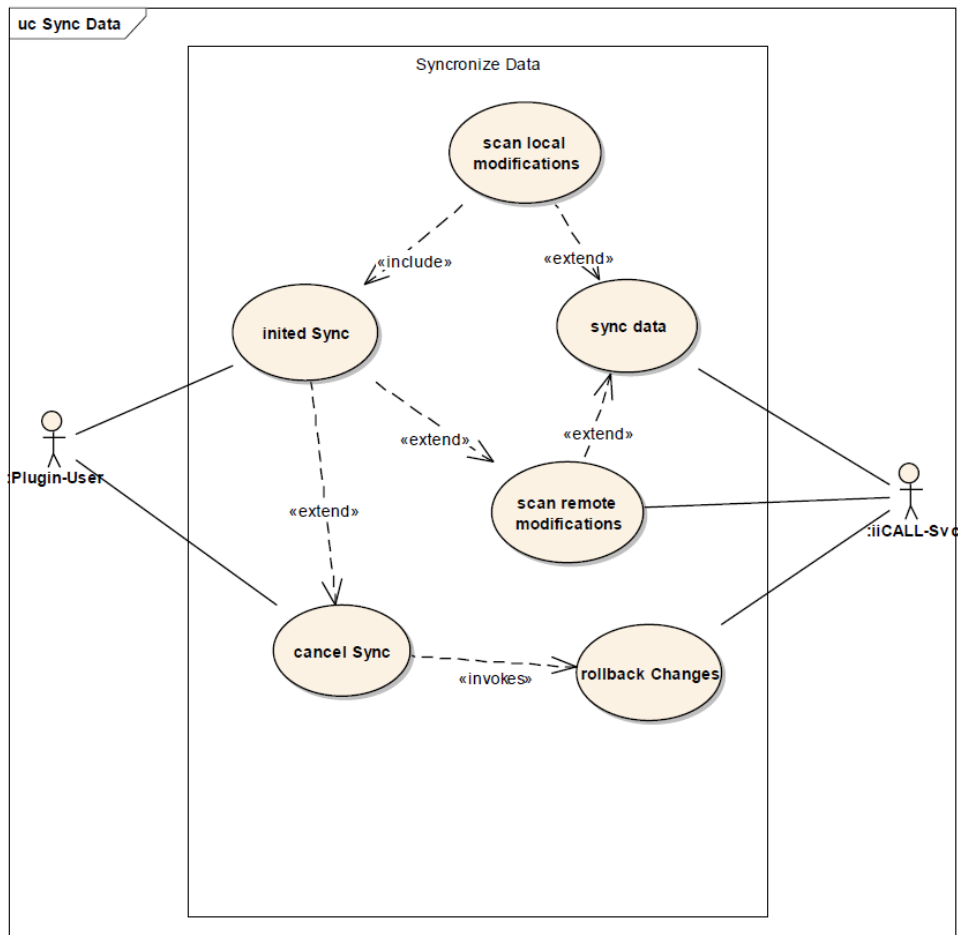 uc Sync Data
Syncronize Data
scan local
modifications
«include»
«extend»
inited Sync
sync data
«extend»
«extend»
:Plugin-User
scan remote
modifications
:iiCALL-Svc
«extend»
cancel Sync
«invokes»
rollback Changes